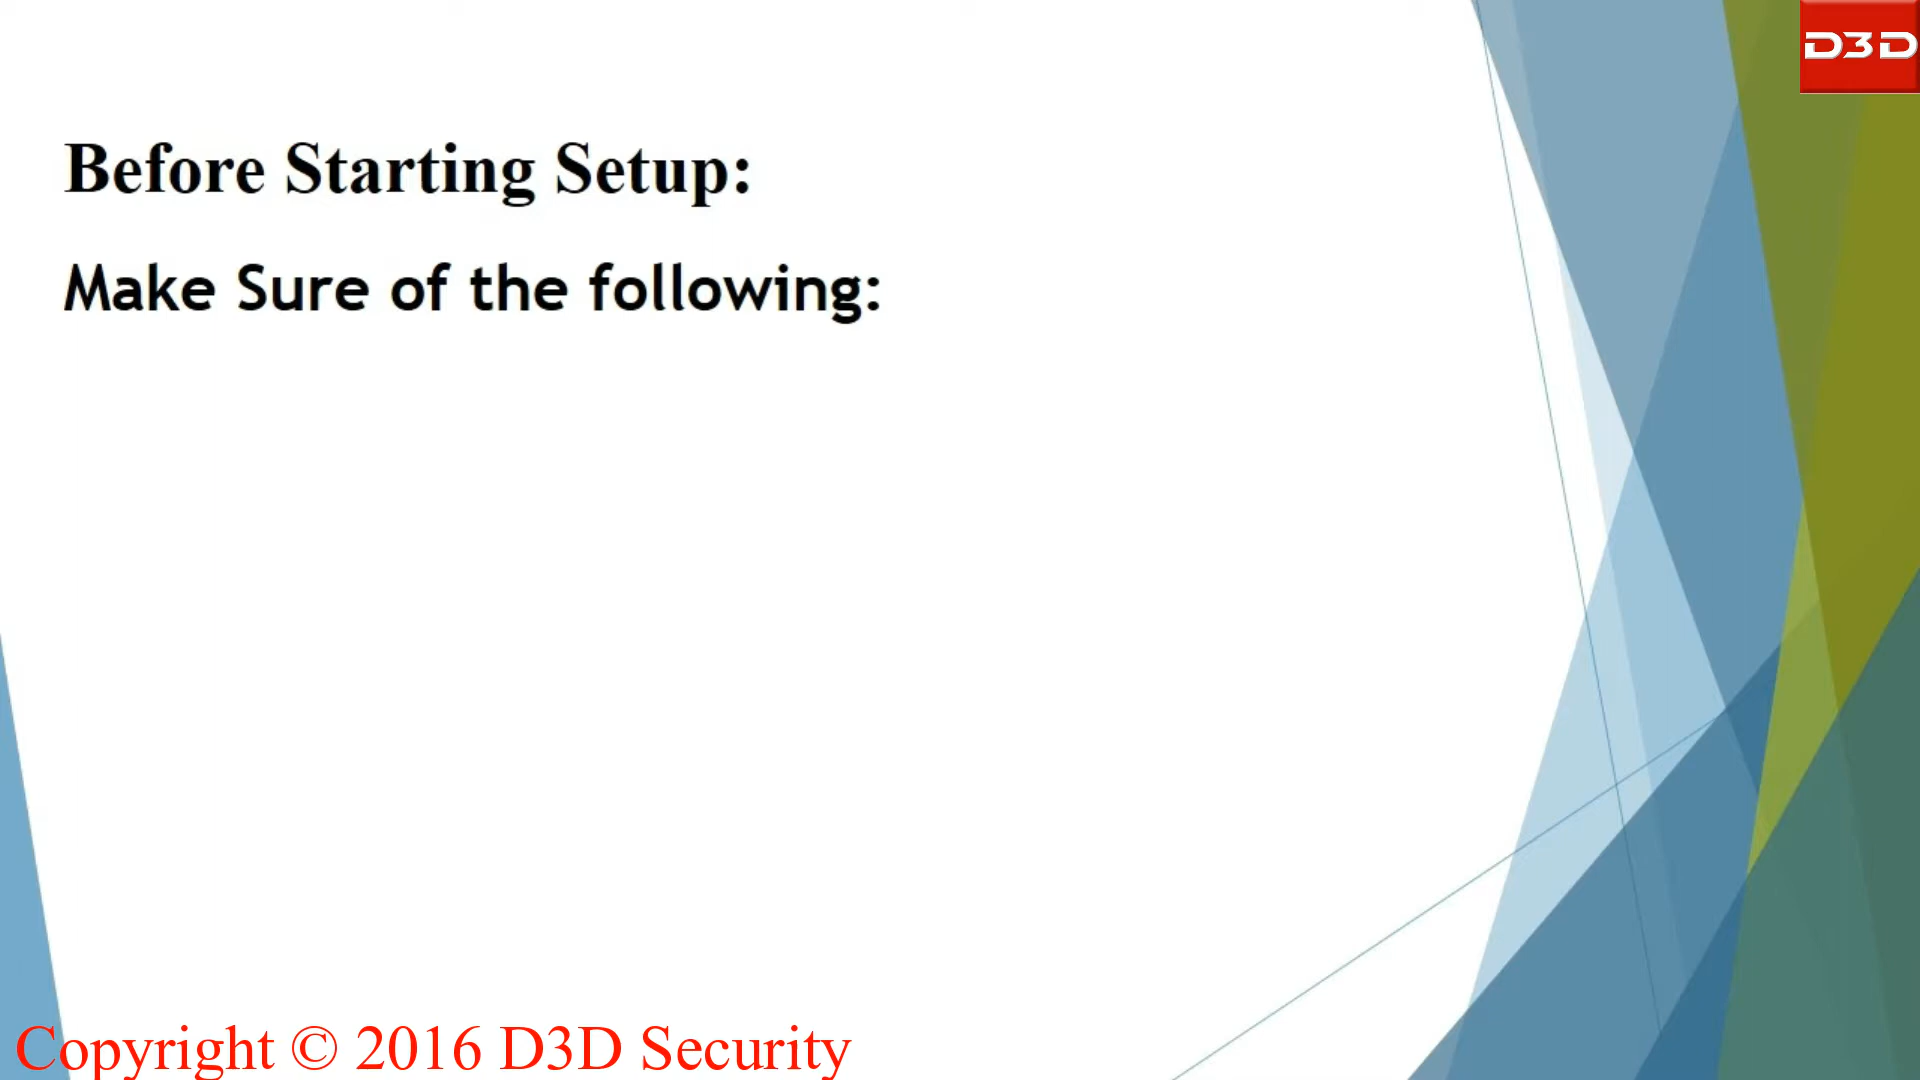 D3D
Before Starting Setup:
Make Sure of the following:
Copyright © 2016 D3D Security